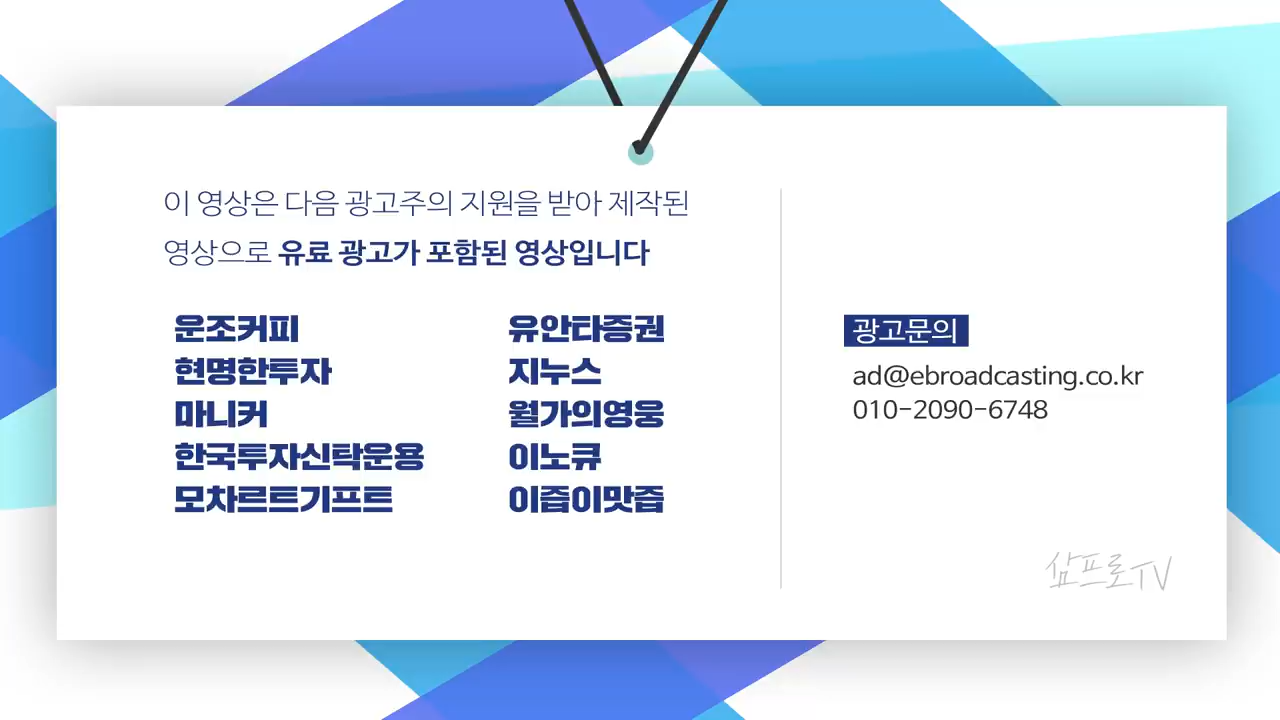 이 영상은 다음 광고주의 지원을 받아 제작된
영상으로 유료 광고가 포함된 영상입니다
운조커피
현명한투자
마니커
한국투자신탁운용
모차르트기프트
유안타증권
지누스
월가의영웅
이노큐
이즙이맛즙
광고문의
ad@ebroadcasting.co.kr
010-2090-6748
삼프로TV